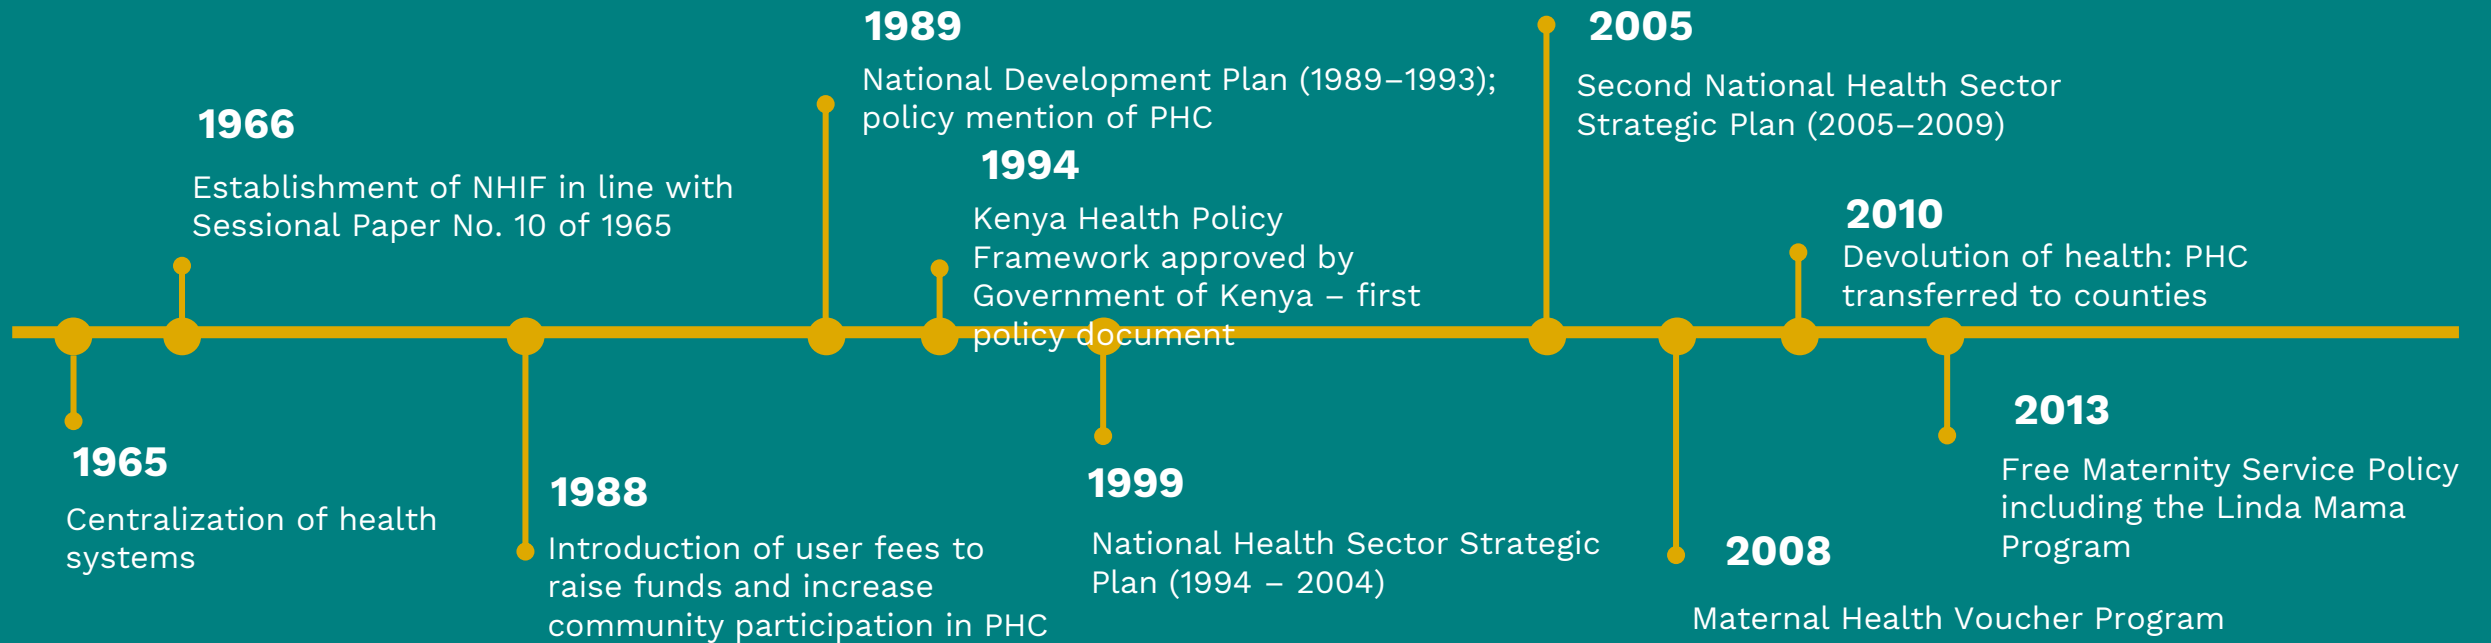 1965
Centralization of health
systems
1966
Establishment of NHIF in line with
Sessional Paper No. 10 of 1965
1988
Introduction of user fees to
raise funds and increase
community participation in PHC
1989
National Development Plan (1989–1993);
policy mention of PHC
1994
Kenya Health Policy
Framework approved by
Government of Kenya – first
policy document
1999
National Health Sector Strategic
Plan (1994 – 2004)
2005
Second National Health Sector
Strategic Plan (2005–2009)
2008
Maternal Health Voucher Program
2010
Devolution of health: PHC
transferred to counties
2013
Free Maternity Service Policy
including the Linda Mama
Program